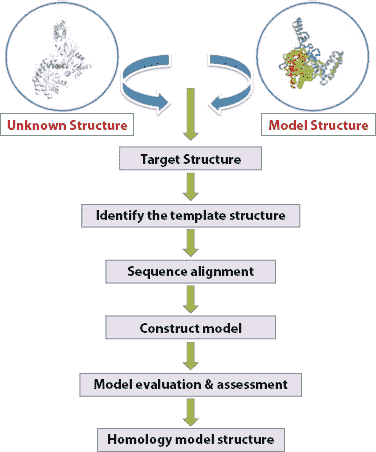 Unknown Structure
Model Structure
Target Structure
Identify the template structure
Sequence alignment
Construct model
Model evaluation & assessment
Homology model structure